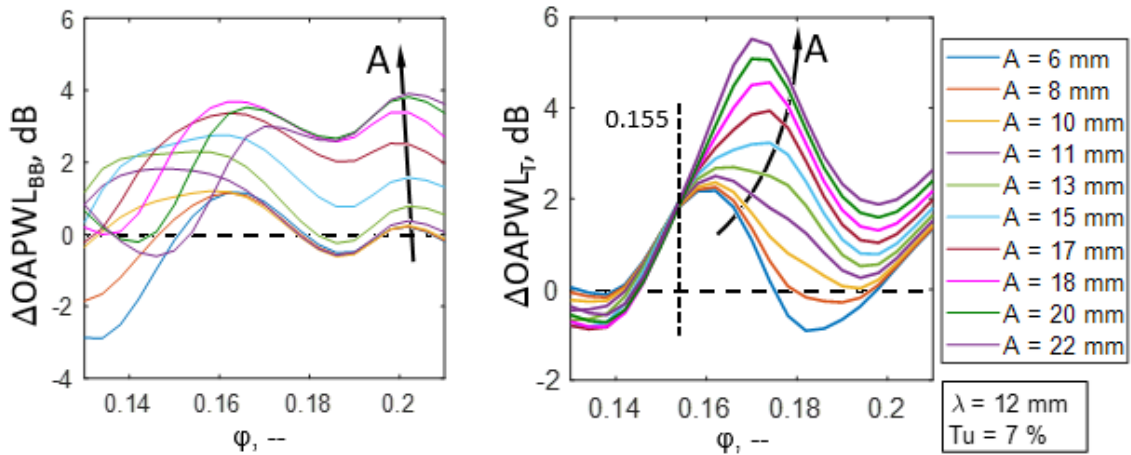 ΔOAPWL_BB, dB
6
4
2
0
-2
-4
0.14
0.16
0.18
0.2
φ, --
A
ΔOAPWL_T, dB
6
4
2
0
-2
0.14
0.16
0.18
0.2
φ, --
0.155
A
A = 6 mm
A = 8 mm
A = 10 mm
A = 11 mm
A = 13 mm
A = 15 mm
A = 17 mm
A = 18 mm
A = 20 mm
A = 22 mm
λ = 12 mm
Tu = 7 %